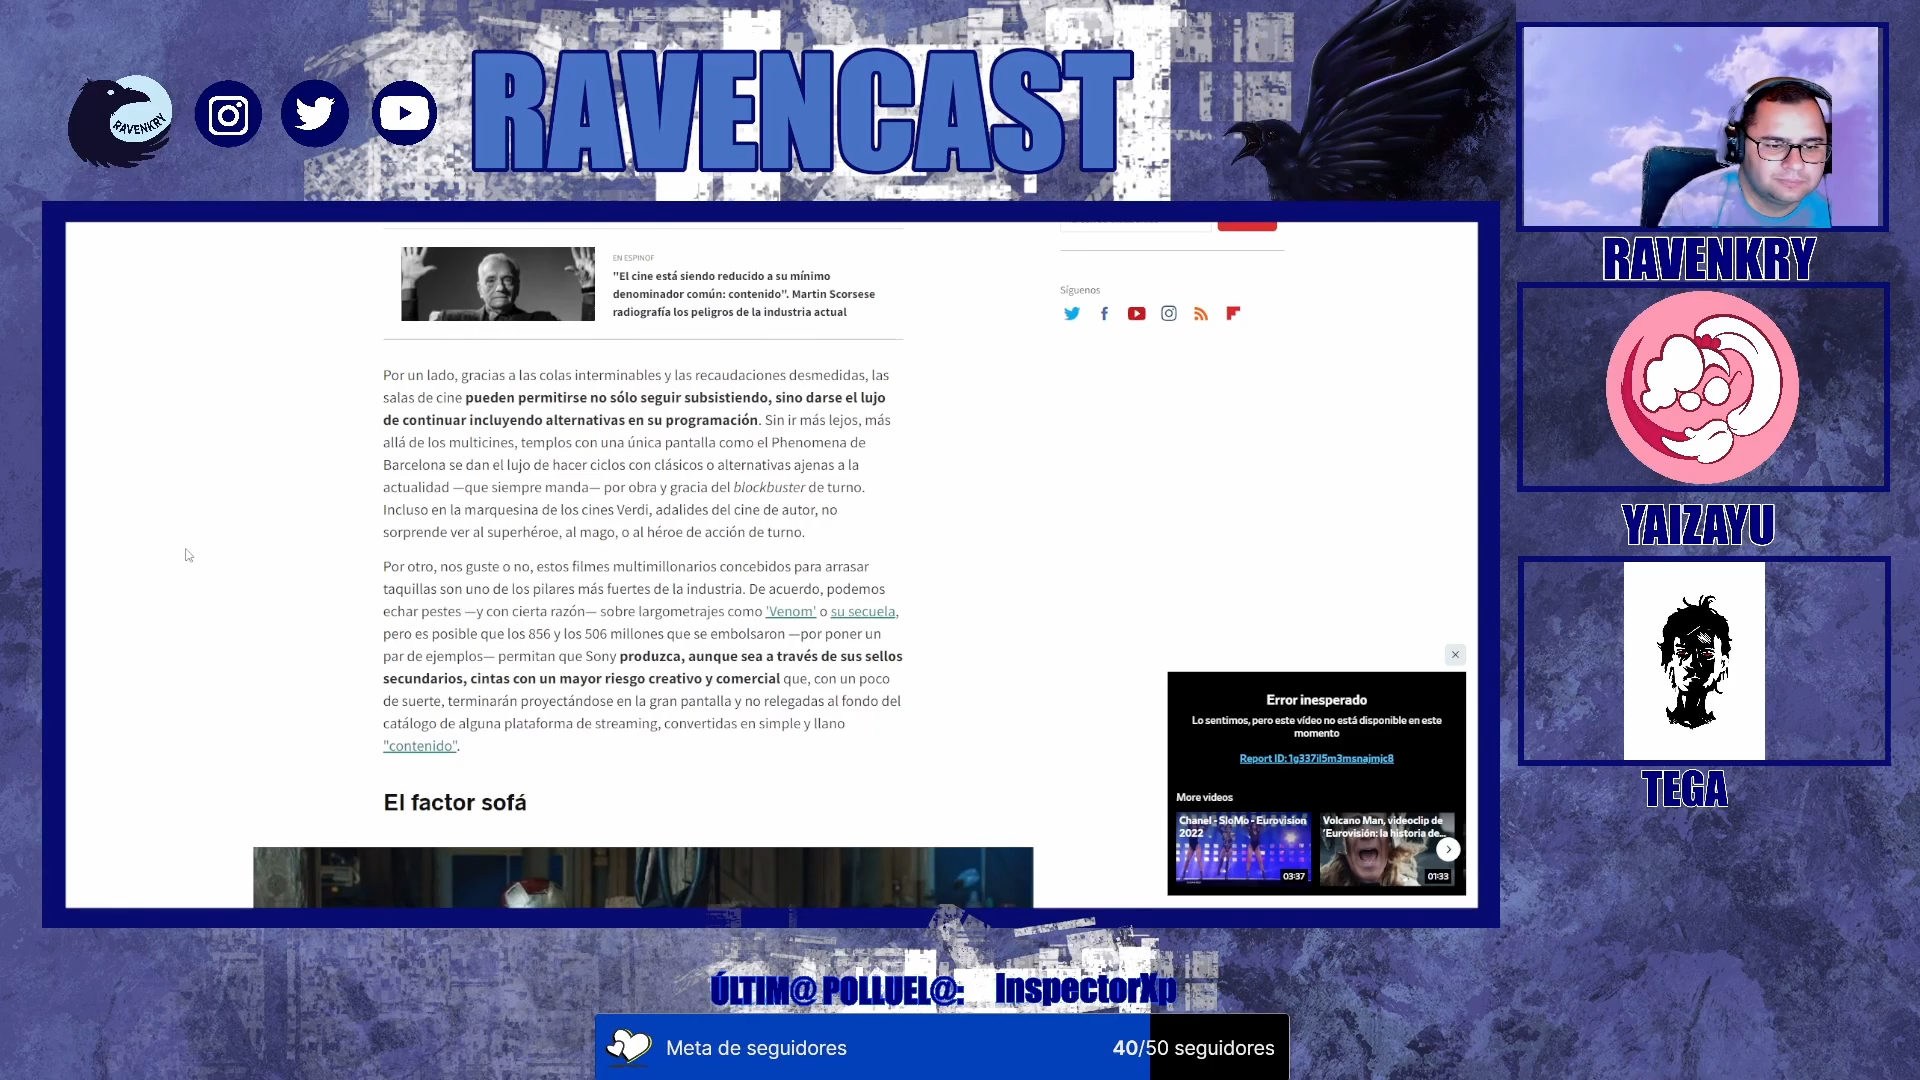 RAVENCAST
RAVENKRY
EN ESPINOF
"El cine está siendo reducido a su mínimo
denominador común: contenido". Martin Scorsese
radiografía los peligros de la industria actual
Por un lado, gracias a las colas interminables y las recaudaciones desmedidas, las
salas de cine pueden permitirse no sólo seguir subsistiendo, sino darse el lujo
de continuar incluyendo alternativas en su programación. Sin ir más lejos, más
allá de los multicines, templos con una única pantalla como el Phenomena de
Barcelona se dan el lujo de hacer ciclos con clásicos o alternativas ajenas a la
actualidad —que siempre manda— por obra y gracia del blockbuster de turno.
Incluso en la marquesina de los cines Verdi, adalides del cine de autor, no
sorprende ver al superhéroe, al mago, o al héroe de acción de turno.
Por otro, nos guste o no, estos filmes multimillonarios concebidos para arrasar
taquillas son uno de los pilares más fuertes de la industria. De acuerdo, podemos
echar pestes —y con cierta razón— sobre largometrajes como 'Venom' o su secuela,
pero es posible que los 856 y los 506 millones que se embolsaron —por poner un
par de ejemplos— permitan que Sony produzca, aunque sea a través de sus sellos
secundarios, cintas con un mayor riesgo creativo y comercial que, con un poco
de suerte, terminarán proyectándose en la gran pantalla y no relegadas al fondo del
catálogo de alguna plataforma de streaming, convertidas en simple y llano
"contenido".
El factor sofá
Síguenos
Error inesperado
Lo sentimos, pero este vídeo no está disponible en este
momento
Report ID: 1g337il5m3msnajmjc8
More videos
Chanel - SloMo - Eurovision
2022
03:37
Volcano Man, videoclip de
'Eurovisión: la historia de...
01:33
RAVENKRY
YAIZAYU
TEGA
ÚLTIM@ POLLUEL@: InspectorXp
Meta de seguidores
40/50 seguidores